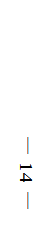 — 14 —